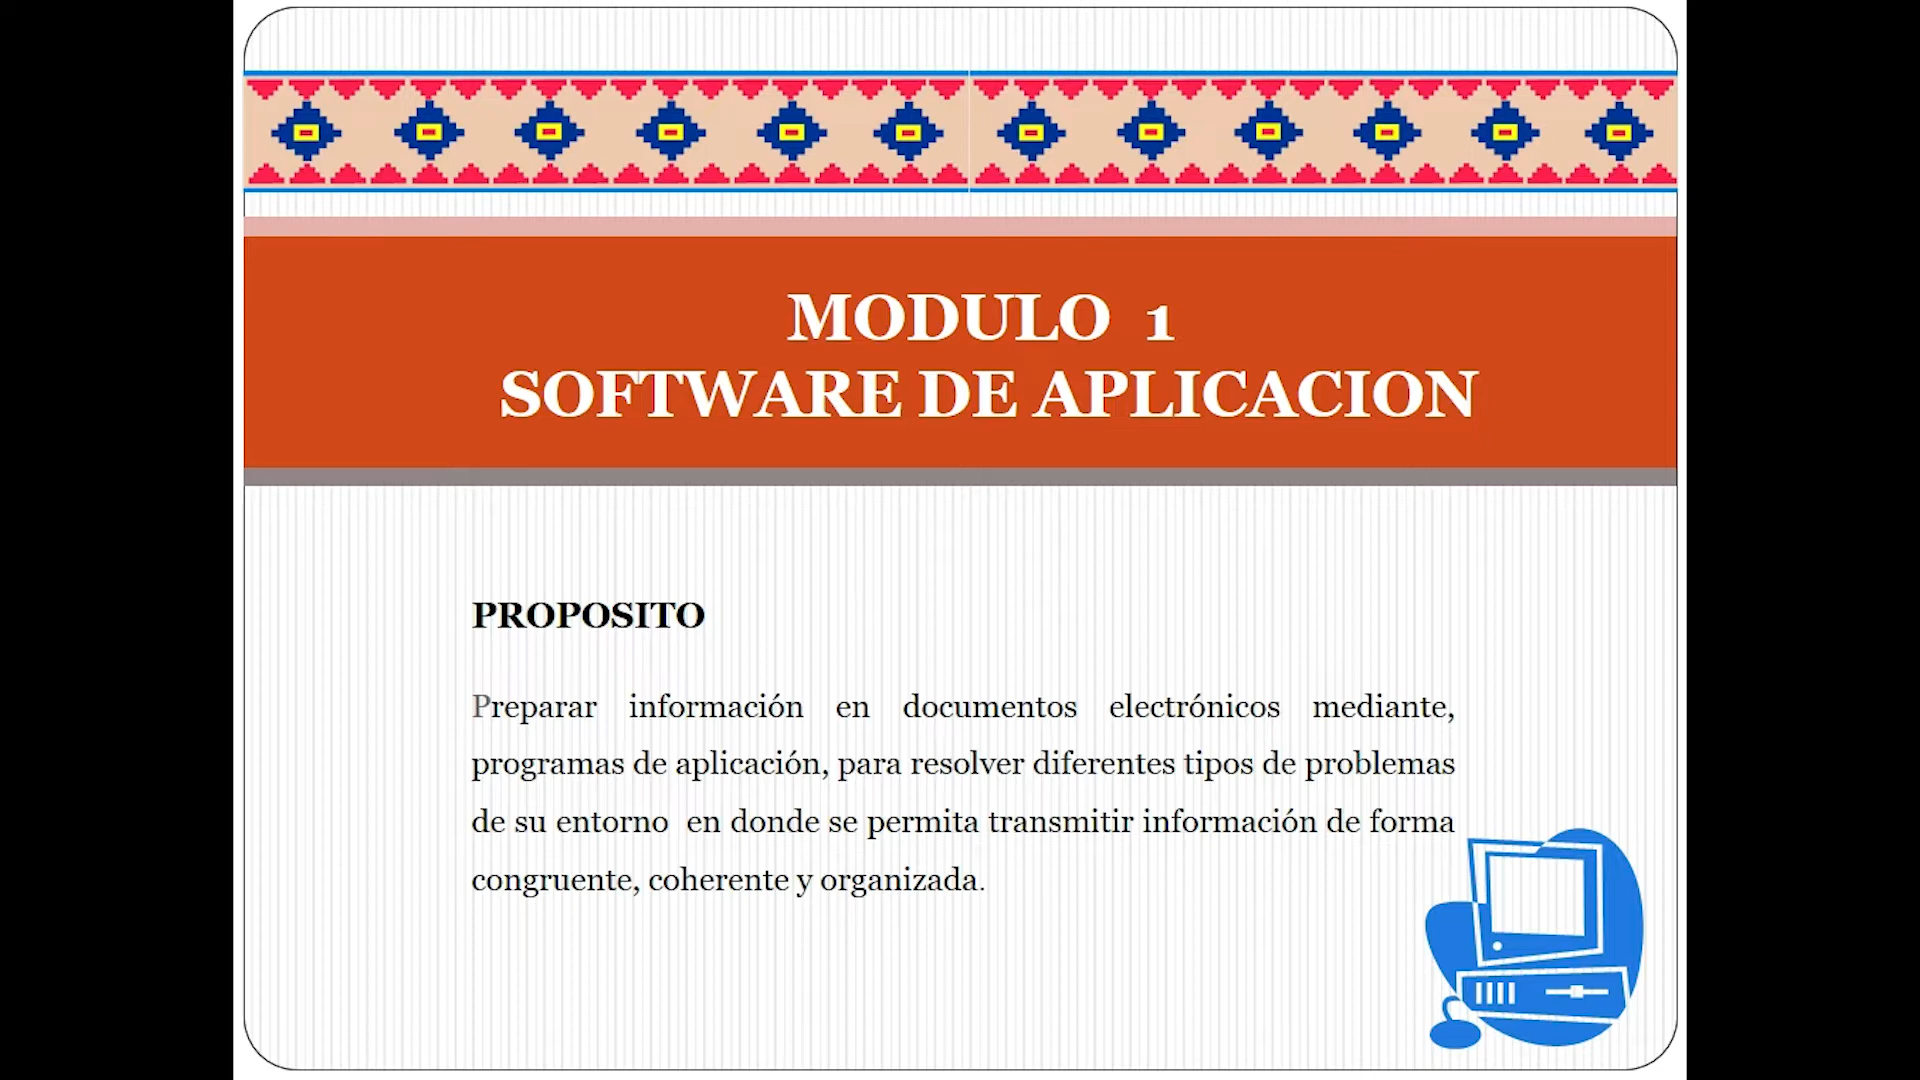 MODULO 1
SOFTWARE DE APLICACION
PROPOSITO
Preparar información en documentos electrónicos mediante,
programas de aplicación, para resolver diferentes tipos de problemas
de su entorno en donde se permita transmitir información de forma
congruente, coherente y organizada.